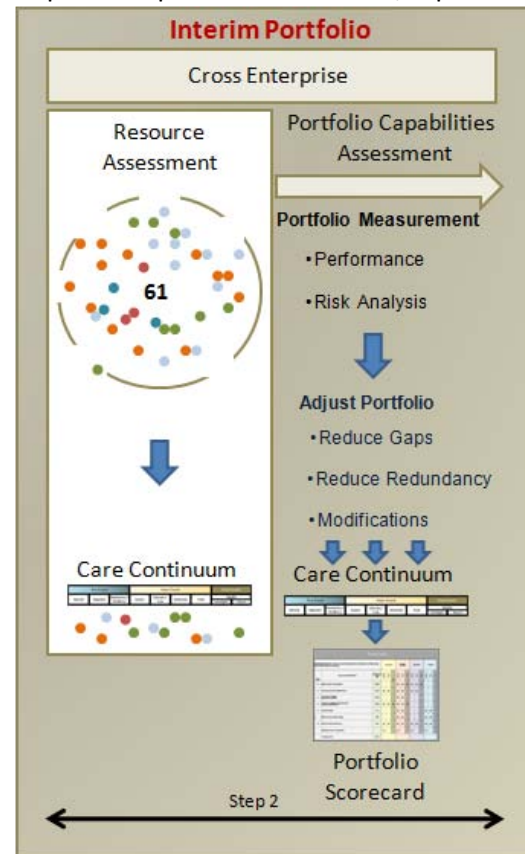 Interim Portfolio
Cross Enterprise
Resource
Assessment
61
Care Continuum
Portfolio Capabilities
Assessment
Portfolio Measurement
•Performance
•Risk Analysis
Adjust Portfolio
•Reduce Gaps
•Reduce Redundancy
•Modifications
Care Continuum
Portfolio
Scorecard
Step 2